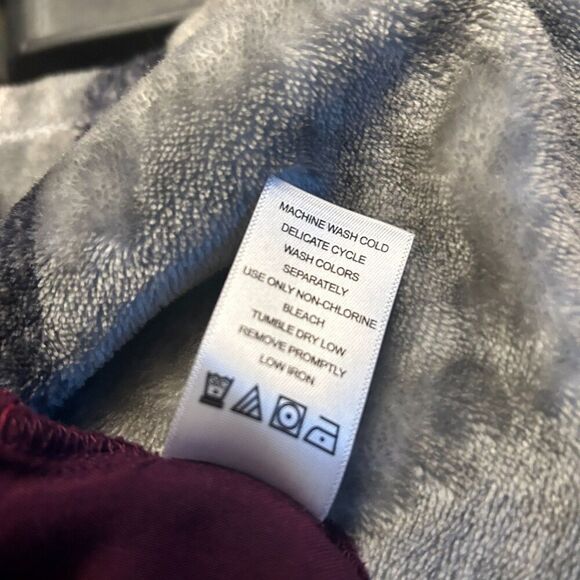 MACHINE WASH COLD
DELICATE CYCLE
WASH COLORS
SEPARATELY
USE ONLY NON-CHLORINE
BLEACH
TUMBLE DRY LOW
REMOVE PROMPTLY
LOW IRON